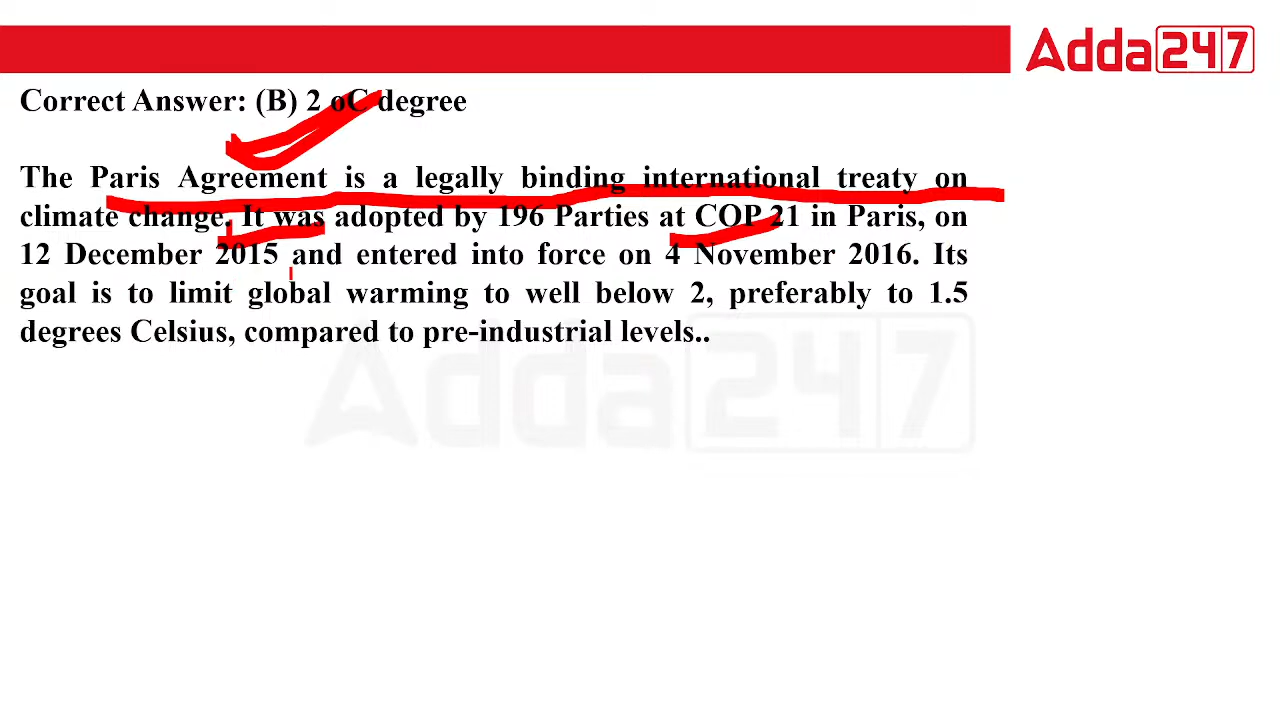 Adda247
Correct Answer: (B) 2 oC degree
The Paris Agreement is a legally binding international treaty on
climate change. It was adopted by 196 Parties at COP 21 in Paris, on
12 December 2015 and entered into force on 4 November 2016. Its
goal is to limit global warming to well below 2, preferably to 1.5
degrees Celsius, compared to pre-industrial levels..
Adda247